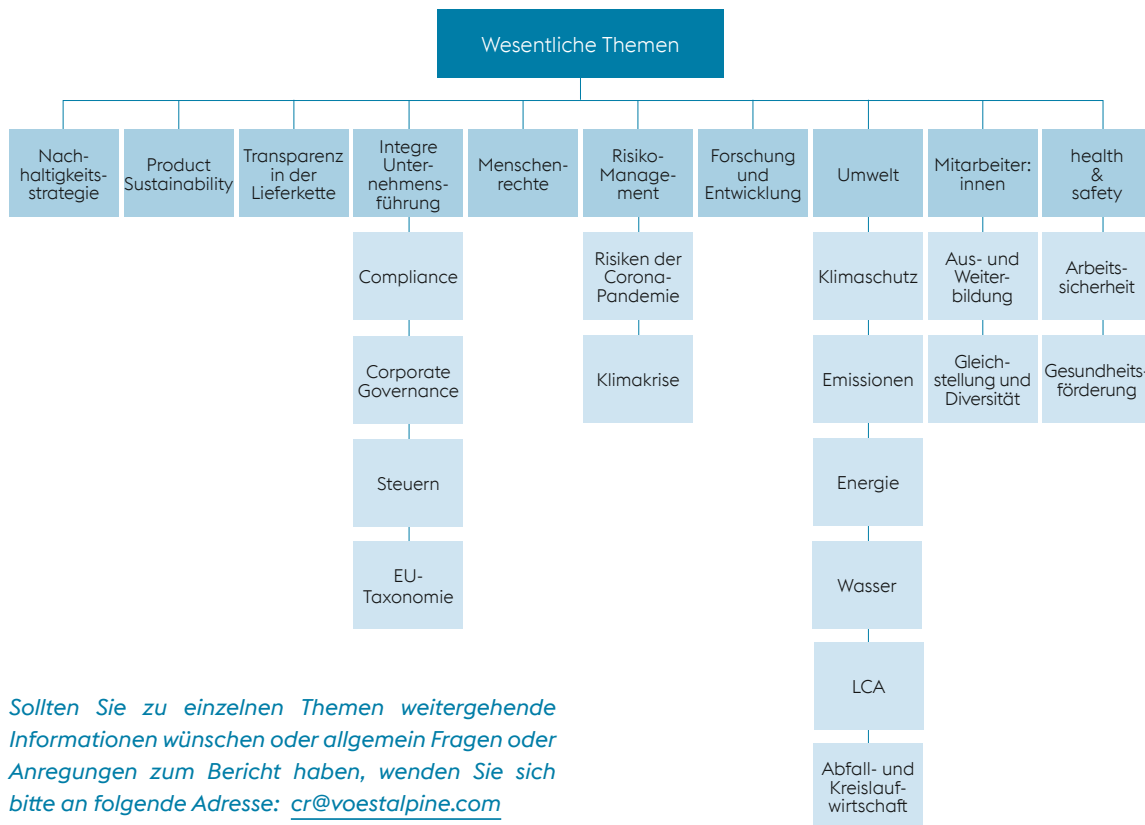 Wesentliche Themen
Nach-
haltigkeits-
strategie
Product
Sustainability
Transparenz
in der
Lieferkette
Integre
Unter-
nehmens-
führung
Menschen-
rechte
Risiko-
Manage-
ment
Forschung
und
Entwicklung
Umwelt
Mitarbeiter:
innen
health
&
safety
Compliance
Corporate
Governance
Steuern
EU-
Taxonomie
Risiken der
Corona-
Pandemie
Klimakrise
Klimaschutz
Emissionen
Energie
Wasser
LCA
Abfall- und
Kreislauf-
wirtschaft
Aus- und
Weiter-
bildung
Gleich-
stellung und
Diversität
Arbeits-
sicherheit
Gesundheits-
förderung
Sollten Sie zu einzelnen Themen weitergehende
Informationen wünschen oder allgemein Fragen oder
Anregungen zum Bericht haben, wenden Sie sich
bitte an folgende Adresse: cr@voestalpine.com